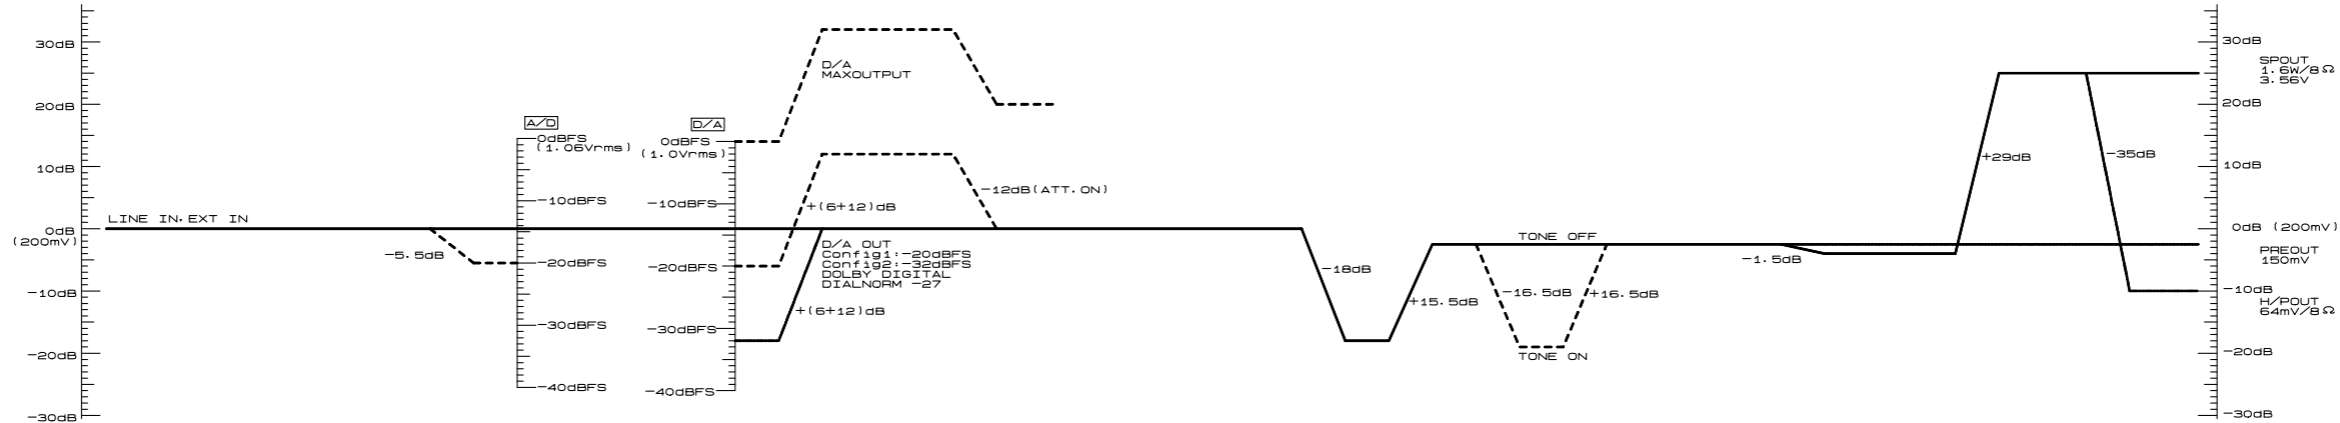 30dB
20dB
10dB
0dB
(200mV)
-10dB
-20dB
-30dB
LINE IN.EXT IN
-5.5dB
A/D
0dBFS
(1.06Vrms)
-10dBFS
-20dBFS
-30dBFS
-40dBFS
D/A
0dBFS
(1.0Vrms)
-10dBFS
-20dBFS
-30dBFS
-40dBFS
D/A
MAXOUTPUT
+(6+12)dB
-12dB(ATT.ON)
D/A OUT
Config1:-20dBFS
Config2:-32dBFS
DOLBY DIGITAL
DIALNORM -27
+(6+12)dB
-18dB
+15.5dB
TONE OFF
-16.5dB
+16.5dB
TONE ON
-1.5dB
+29dB
-35dB
30dB
20dB
10dB
0dB (200mV)
-10dB
-20dB
-30dB
SPOUT
1.6W/8Ω
3.56V
PREOUT
150mV
H/POUT
64mV/8Ω